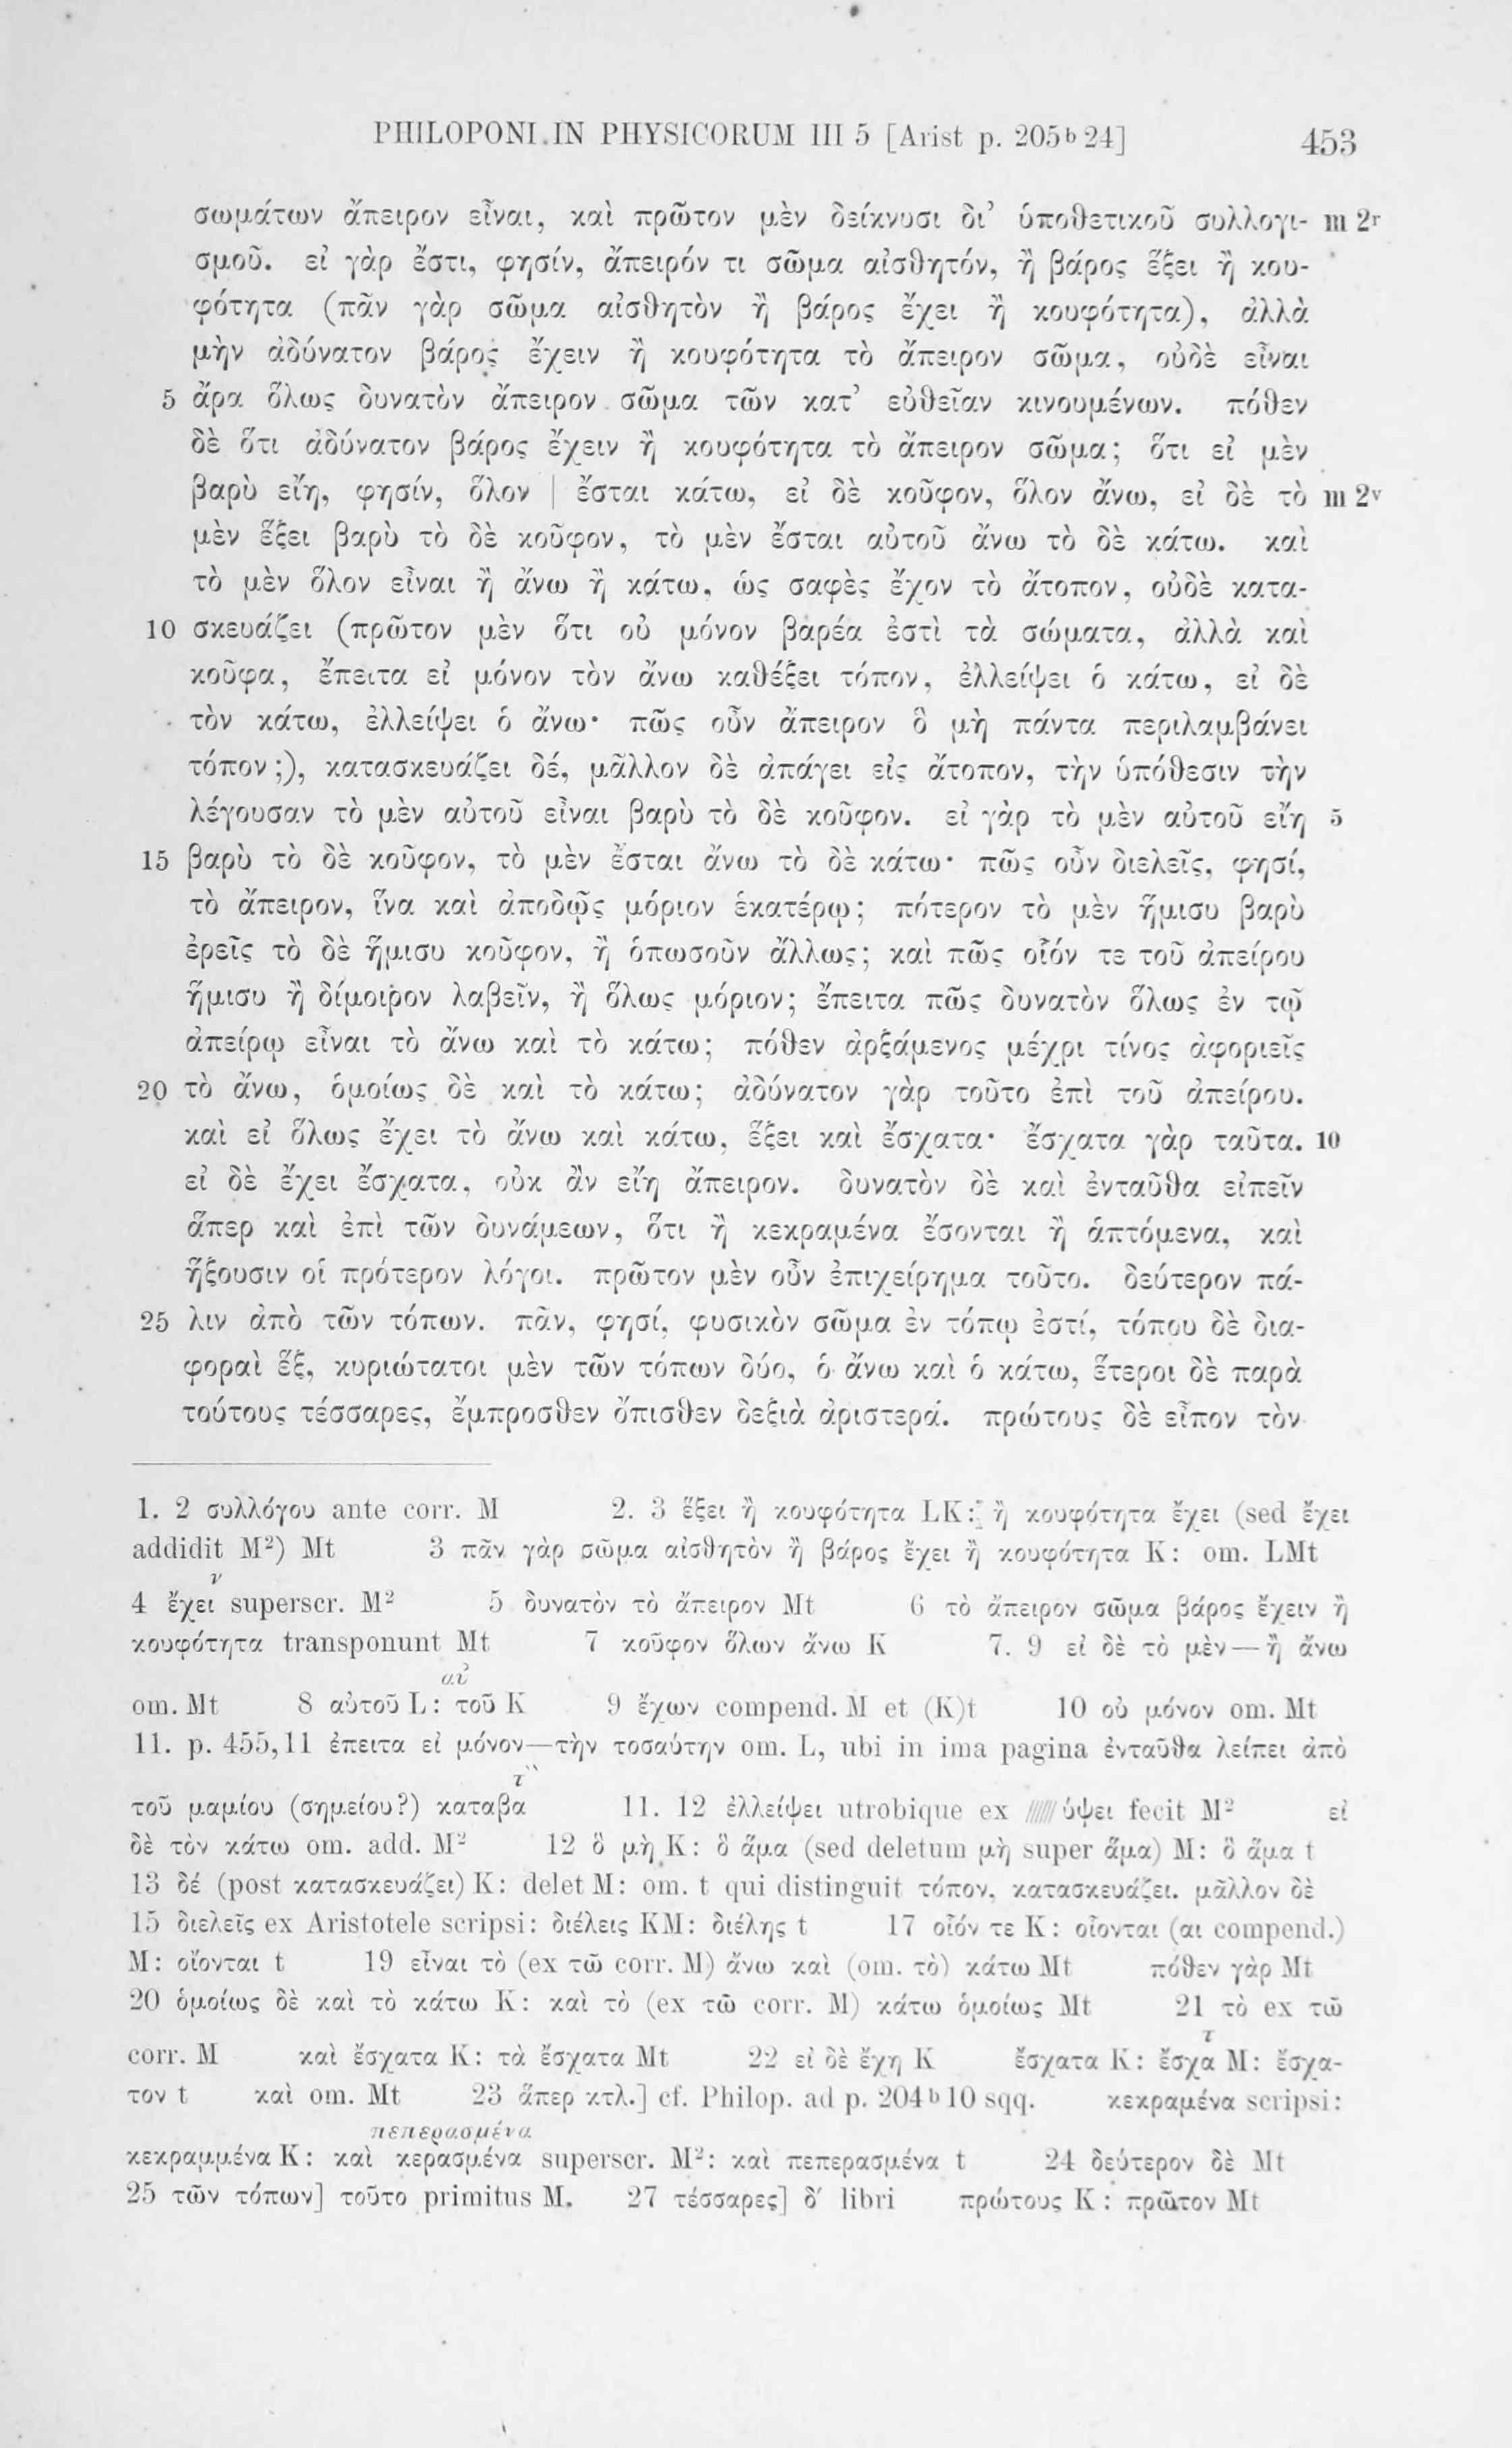 PHILOPONI IN PHYSICORUM III 5 [Arist p. 205ᵇ24] 453
σωμάτων ἄπειρον εἶναι, καὶ πρῶτον μὲν δείκνυσι δι’ ὑποθετικοῦ συλλογι- m 2ʳ
σμοῦ. εἰ γὰρ ἔστι, φησίν, ἄπειρόν τι σῶμα αἰσθητόν, ἢ βάρος ἕξει ἢ κου-
φότητα (πᾶν γὰρ σῶμα αἰσθητὸν ἢ βάρος ἔχει ἢ κουφότητα), ἀλλὰ
μὴν ἀδύνατον βάρος ἔχειν ἢ κουφότητα τὸ ἄπειρον σῶμα, οὐδὲ εἶναι
5 ἄρα ὅλως δυνατὸν ἄπειρον σῶμα τῶν κατ’ εὐθεῖαν κινουμένων. πόθεν
δὲ ὅτι ἀδύνατον βάρος ἔχειν ἢ κουφότητα τὸ ἄπειρον σῶμα; ὅτι εἰ μὲν
βαρὺ εἴη, φησίν, ὅλον | ἔσται κάτω, εἰ δὲ κοῦφον, ὅλον ἄνω, εἰ δὲ τὸ m 2ᵛ
μὲν ἕξει βαρὺ τὸ δὲ κοῦφον, τὸ μὲν ἔσται αὐτοῦ ἄνω τὸ δὲ κάτω. καὶ
τὸ μὲν ὅλον εἶναι ἢ ἄνω ἢ κάτω, ὡς σαφὲς ἔχον τὸ ἄτοπον, οὐδὲ κατα-
10 σκευάζει (πρῶτον μὲν ὅτι οὐ μόνον βαρέα ἐστὶ τὰ σώματα, ἀλλὰ καὶ
κοῦφα, ἔπειτα εἰ μόνον τὸν ἄνω καθέξει τόπον, ἐλλείψει ὁ κάτω, εἰ δὲ
τὸν κάτω, ἐλλείψει ὁ ἄνω· πῶς οὖν ἄπειρον ὃ μὴ πάντα περιλαμβάνει
τόπον;), κατασκευάζει δέ, μᾶλλον δὲ ἀπάγει εἰς ἄτοπον, τὴν ὑπόθεσιν τὴν
λέγουσαν τὸ μὲν αὐτοῦ εἶναι βαρὺ τὸ δὲ κοῦφον. εἰ γὰρ τὸ μὲν αὐτοῦ εἴη 5
15 βαρὺ τὸ δὲ κοῦφον, τὸ μὲν ἔσται ἄνω τὸ δὲ κάτω· πῶς οὖν διελεῖς, φησί,
τὸ ἄπειρον, ἵνα καὶ ἀποδῷς μόριον ἑκατέρῳ; πότερον τὸ μὲν ἥμισυ βαρὺ
ἐρεῖς τὸ δὲ ἥμισυ κοῦφον, ἢ ὁπωσοῦν ἄλλως; καὶ πῶς οἷόν τε τοῦ ἀπείρου
ἥμισυ ἢ δίμοιρον λαβεῖν, ἢ ὅλως μόριον; ἔπειτα πῶς δυνατὸν ὅλως ἐν τῷ
ἀπείρῳ εἶναι τὸ ἄνω καὶ τὸ κάτω; πόθεν ἀρξάμενος μέχρι τίνος ἀφοριεῖς
20 τὸ ἄνω, ὁμοίως δὲ καὶ τὸ κάτω; ἀδύνατον γὰρ τοῦτο ἐπὶ τοῦ ἀπείρου.
καὶ εἰ ὅλως ἔχει τὸ ἄνω καὶ κάτω, ἕξει καὶ ἔσχατα· ἔσχατα γὰρ ταῦτα. 10
εἰ δὲ ἔχει ἔσχατα, οὐκ ἂν εἴη ἄπειρον. δυνατὸν δὲ καὶ ἐνταῦθα εἰπεῖν
ἅπερ καὶ ἐπὶ τῶν δυνάμεων, ὅτι ἢ κεκραμένα ἔσονται ἢ ἁπτόμενα, καὶ
ἥξουσιν οἱ πρότερον λόγοι. πρῶτον μὲν οὖν ἐπιχείρημα τοῦτο. δεύτερον πά-
25 λιν ἀπὸ τῶν τόπων. πᾶν, φησί, φυσικὸν σῶμα ἐν τόπῳ ἐστί, τόπου δὲ δια-
φοραὶ ἕξ, κυριώτατοι μὲν τῶν τόπων δύο, ὁ ἄνω καὶ ὁ κάτω, ἕτεροι δὲ παρὰ
τούτους τέσσαρες, ἔμπροσθεν ὄπισθεν δεξιὰ ἀριστερά. πρώτους δὲ εἶπον τὸν
1. 2 συλλόγου ante corr. M 2. 3 ἕξει ἢ κουφότητα LK: ἢ κουφότητα ἔχει (sed ἔχει
addidit M²) Mt 3 πᾶν γὰρ σῶμα αἰσθητὸν ἢ βάρος ἔχει ἢ κουφότητα K: om. LMt
ν
4 ἔχει superscr. M² 5 δυνατὸν τὸ ἄπειρον Mt 6 τὸ ἄπειρον σῶμα βάρος ἔχειν ἢ
κουφότητα transponunt Mt 7 κοῦφον ὅλων ἄνω K 7. 9 εἰ δὲ τὸ μὲν—ἢ ἄνω
αὐ
om. Mt 8 αὐτοῦ L: τοῦ K 9 ἔχων compend. M et (K)t 10 οὐ μόνον om. Mt
11. p. 455,11 ἔπειτα εἰ μόνον—τὴν τοσαύτην om. L, ubi in ima pagina ἐνταῦθα λείπει ἀπὸ
τ
τοῦ μαμίου (σημείου?) καταβα 11. 12 ἐλλείψει utrobique ex //////ύψει fecit M² εἰ
δὲ τὸν κάτω om. add. M² 12 ὃ μὴ K: ὃ ἅμα (sed deletum μὴ super ἅμα) M: ὃ ἅμα t
13 δέ (post κατασκευάζει) K: delet M: om. t qui distinguit τόπον, κατασκευάζει. μᾶλλον δὲ
15 διελεῖς ex Aristotele scripsi: διέλεις KM: διέλης t 17 οἷόν τε K: οἷονται (αι compend.)
M: οἴονται t 19 εἶναι τὸ (ex τῶ corr. M) ἄνω καὶ (om. τὸ) κάτω Mt πόθεν γὰρ Mt
20 ὁμοίως δὲ καὶ τὸ κάτω K: καὶ τὸ (ex τῶ corr. M) κάτω ὁμοίως Mt 21 τὸ ex τῶ
τ
corr. M καὶ ἔσχατα K: τὰ ἔσχατα Mt 22 εἰ δὲ ἔχη K ἔσχατα K: ἔσχα M: ἔσχα-
τον t καὶ om. Mt 23 ἅπερ κτλ.] cf. Philop. ad p. 204ᵇ10 sqq. κεκραμένα scripsi:
πεπερασμένα
κεκραμμένα K: καὶ κερασμένα superscr. M²: καὶ πεπερασμένα t 24 δεύτερον δὲ Mt
25 τῶν τόπων] τοῦτο primitus M. 27 τέσσαρες] δ′ libri πρώτους K: πρῶτον Mt